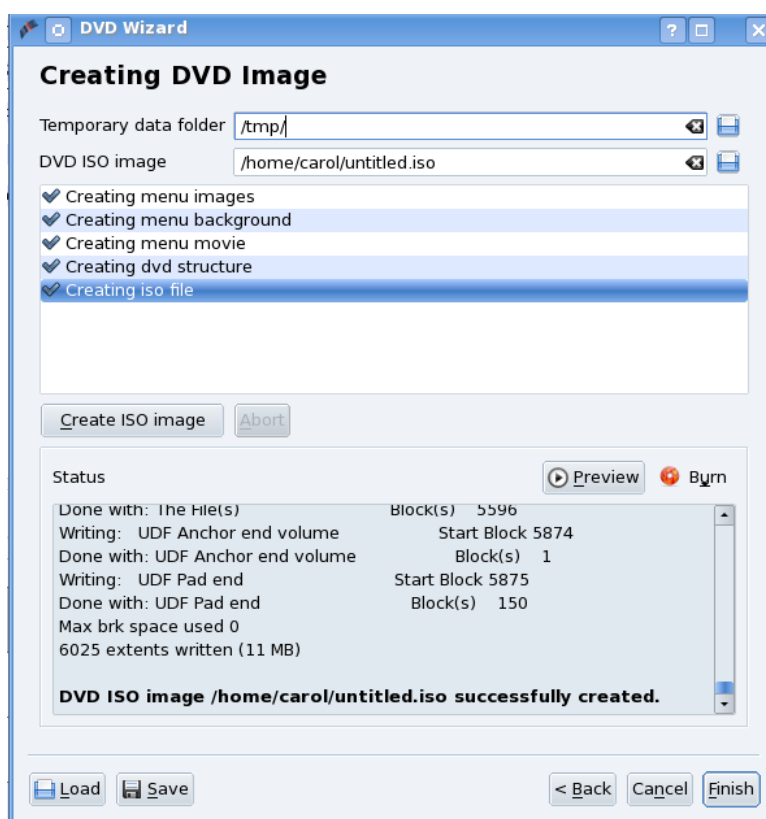 DVD Wizard
Creating DVD Image
Temporary data folder /tmp/
DVD ISO image /home/carol/untitled.iso
Creating menu images
Creating menu background
Creating menu movie
Creating dvd structure
Creating iso file
Create ISO image Abort
Status Preview Burn
Done with: The File(s) Block(s) 5596
Writing: UDF Anchor end volume Start Block 5874
Done with: UDF Anchor end volume Block(s) 1
Writing: UDF Pad end Start Block 5875
Done with: UDF Pad end Block(s) 150
Max brk space used 0
6025 extents written (11 MB)
DVD ISO image /home/carol/untitled.iso successfully created.
Load Save < Back Cancel Finish